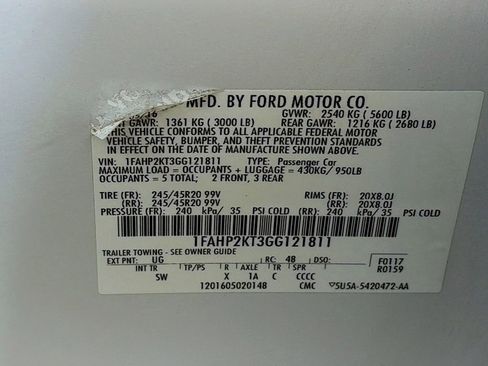 MFD. BY FORD MOTOR CO.
/16 GVWR: 2540 KG ( 5600 LB)
GAWR: 1361 KG ( 3000 LB) REAR GAWR: 1216 KG ( 2680 LB)
THIS VEHICLE CONFORMS TO ALL APPLICABLE FEDERAL MOTOR
VEHICLE SAFETY, BUMPER, AND THEFT PREVENTION STANDARDS
IN EFFECT ON THE DATE OF MANUFACTURE SHOWN ABOVE.
VIN: 1FAHP2KT3GG121811 TYPE: Passenger Car
MAXIMUM LOAD = OCCUPANTS + LUGGAGE = 430KG/ 950LB
OCCUPANTS = 5 TOTAL: 2 FRONT, 3 REAR
TIRE (FR): 245/45R20 99V RIMS (FR): 20X8.0J
(RR): 245/45R20 99V (RR): 20X8.0J
PRESSURE (FR): 240 kPa/ 35 PSI COLD (RR): 240 kPa/ 35 PSI COLD
1FAHP2KT3GG121811
TRAILER TOWING - SEE OWNER GUIDE
EXT PNT: UG RC: 48 DSO: F0117
R0159
INT TR TP/PS R AXLE TR SPR
SW X 1A C CCCC
1201605020148 CMC 5U5A-5420472-AA